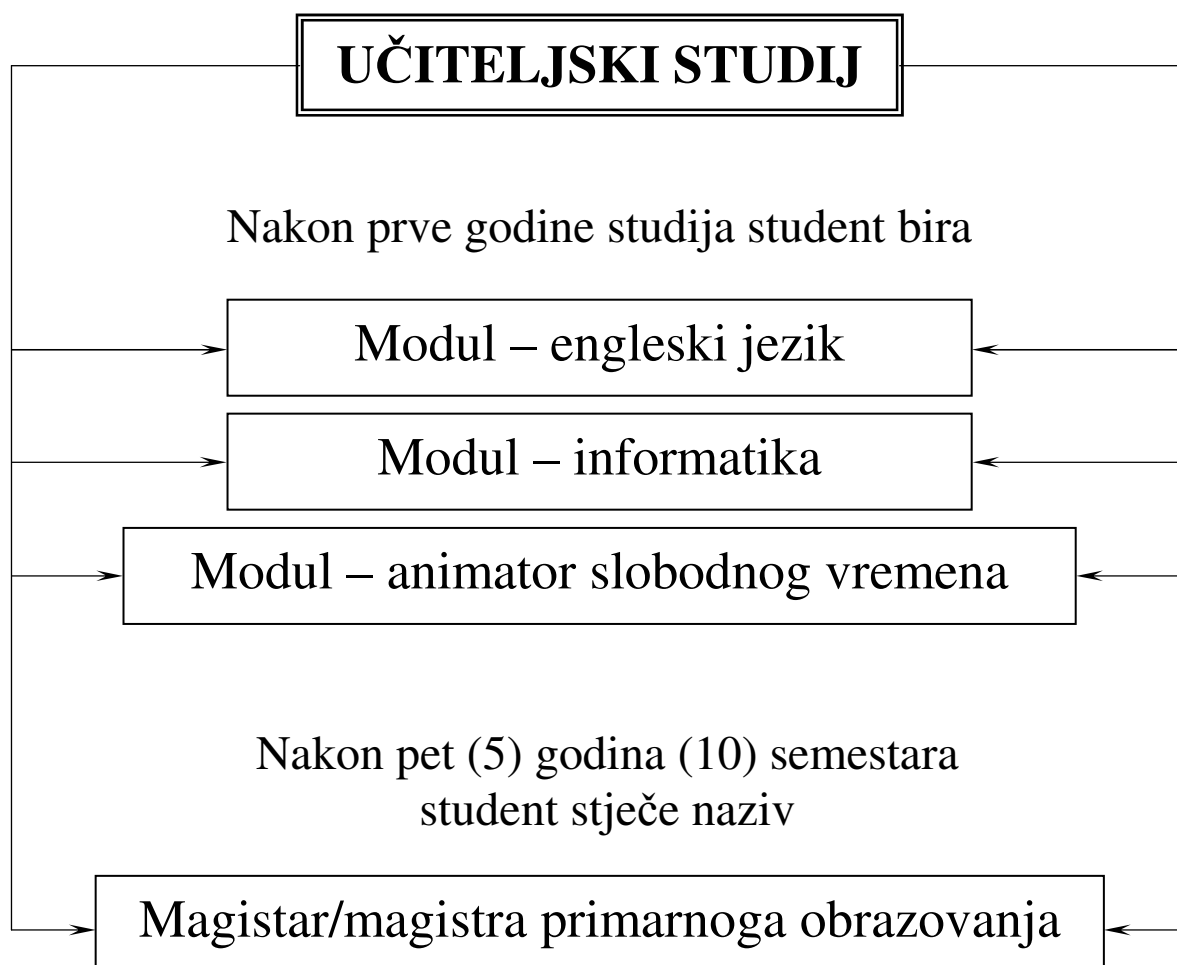 UČITELJSKI STUDIJ
Nakon prve godine studija student bira
Modul – engleski jezik
Modul – informatika
Modul – animator slobodnog vremena
Nakon pet (5) godina (10) semestara
student stječe naziv
Magistar/magistra primarnoga obrazovanja